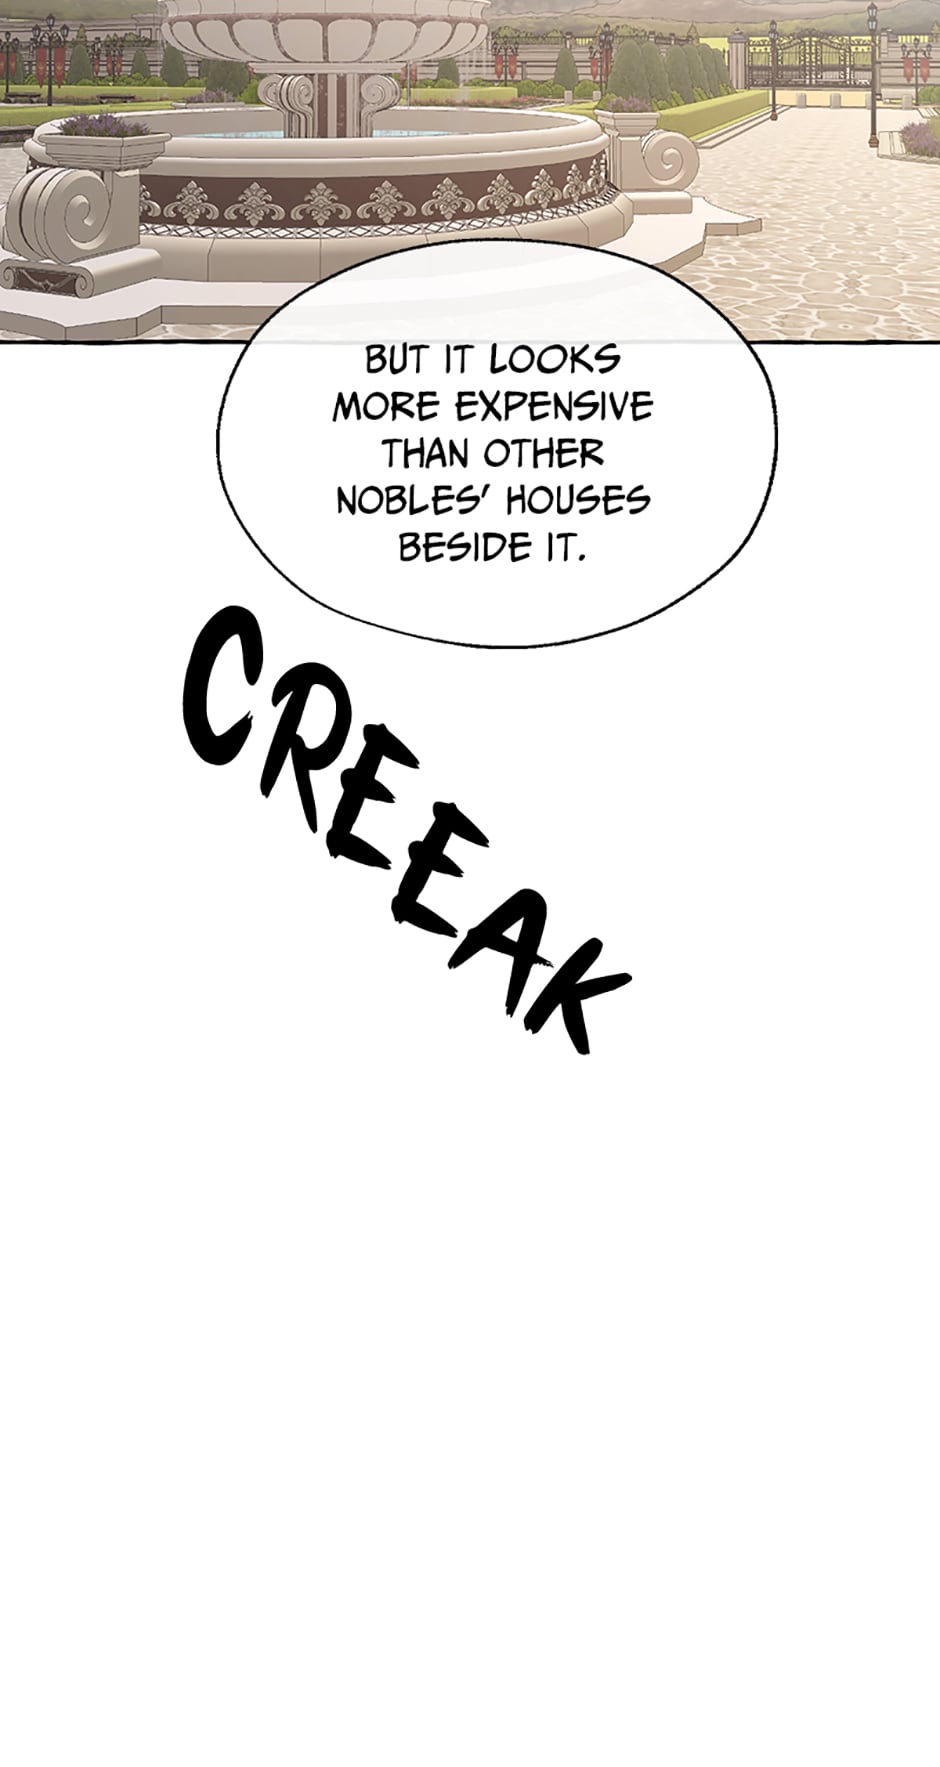 BUT IT LOOKS
MORE EXPENSIVE
THAN OTHER
NOBLES' HOUSES
BESIDE IT.
CREEAK